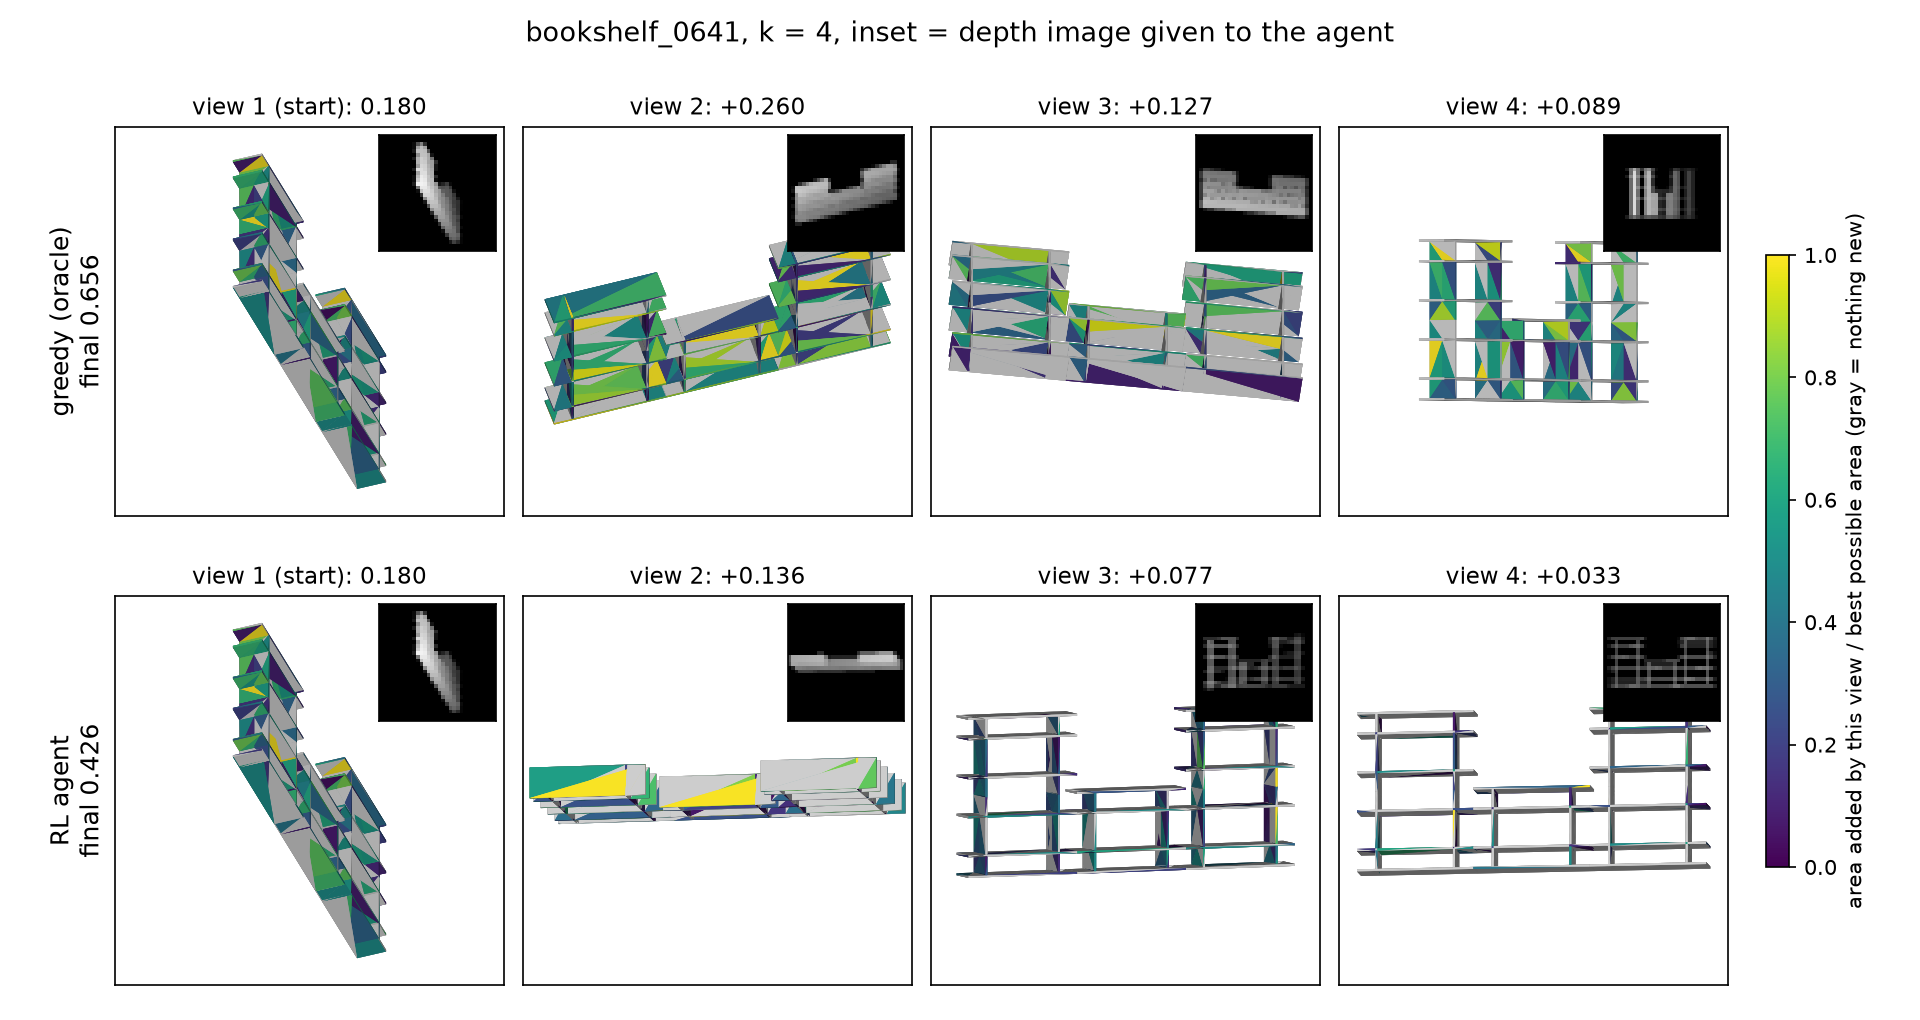 bookshelf_0641, k = 4, inset = depth image given to the agent
view 1 (start): 0.180
view 2: +0.260
view 3: +0.127
view 4: +0.089
greedy (oracle)
final 0.656
view 1 (start): 0.180
view 2: +0.136
view 3: +0.077
view 4: +0.033
RL agent
final 0.426
1.0
0.8
0.6
0.4
0.2
0.0
area added by this view / best possible area (gray = nothing new)